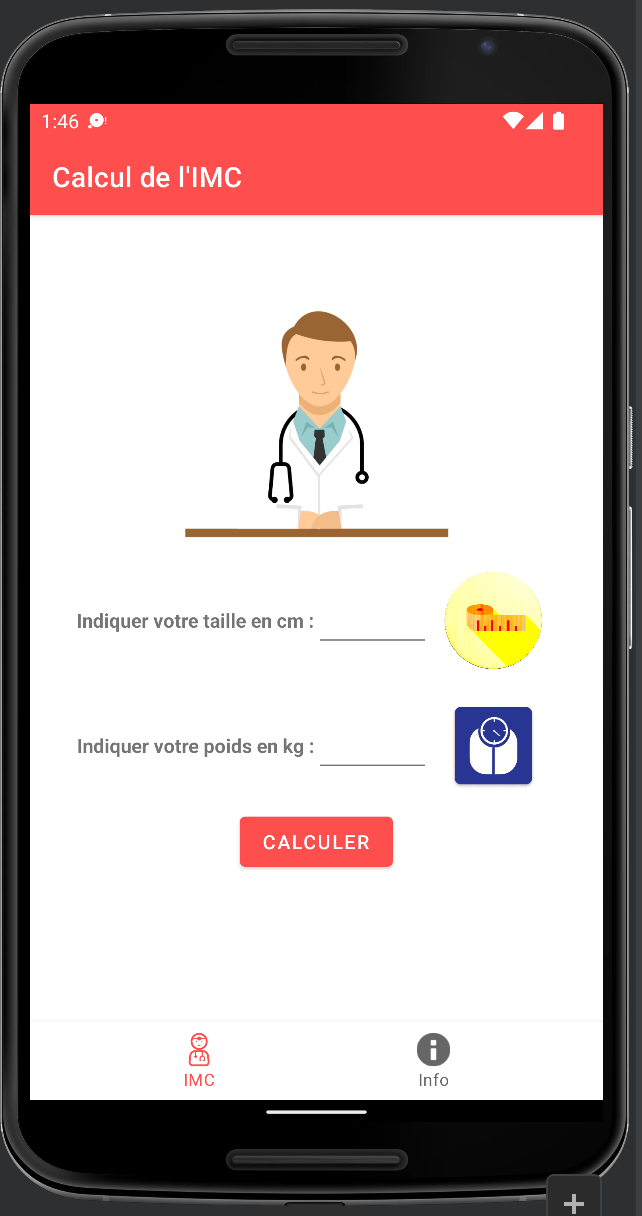 1:46
Calcul de l'IMC
Indiquer votre taille en cm :
Indiquer votre poids en kg :
CALCULER
IMC
Info